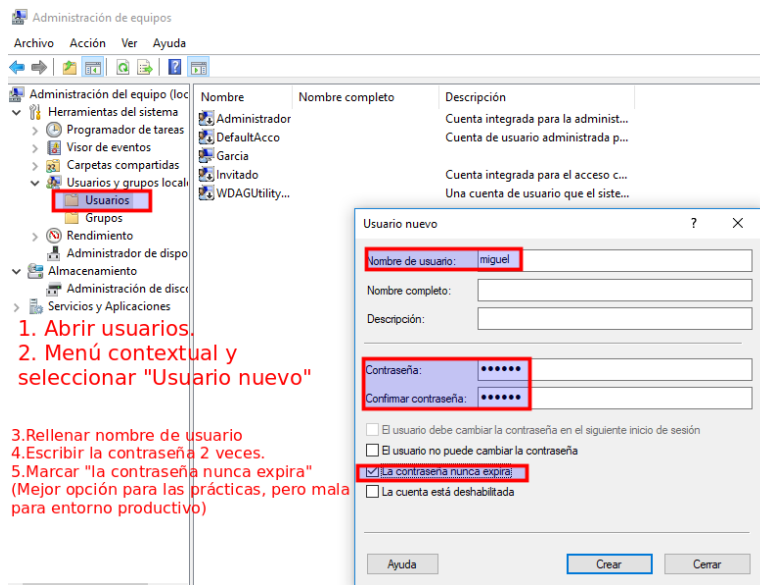 Administración de equipos
Archivo Acción Ver Ayuda
Administración del equipo (loc
Herramientas del sistema
Programador de tareas
Visor de eventos
Carpetas compartidas
Usuarios y grupos locale
Usuarios
Grupos
Rendimiento
Administrador de dispo
Almacenamiento
Administración de disco
Servicios y Aplicaciones
Nombre Nombre completo Descripción
Administrador Cuenta integrada para la administ...
DefaultAcco Cuenta de usuario administrada p...
Garcia
Invitado Cuenta integrada para el acceso c...
WDAGUtility... Una cuenta de usuario que el siste...
1. Abrir usuarios.
2. Menú contextual y
seleccionar "Usuario nuevo"
3.Rellenar nombre de usuario
4.Escribir la contraseña 2 veces.
5.Marcar "la contraseña nunca expira"
(Mejor opción para las prácticas, pero mala
para entorno productivo)
Usuario nuevo ? X
Nombre de usuario: miguel
Nombre completo:
Descripción:
Contraseña: ••••••
Confirmar contraseña: ••••••
El usuario debe cambiar la contraseña en el siguiente inicio de sesión
El usuario no puede cambiar la contraseña
La contraseña nunca expira
La cuenta está deshabilitada
Ayuda Crear Cerrar